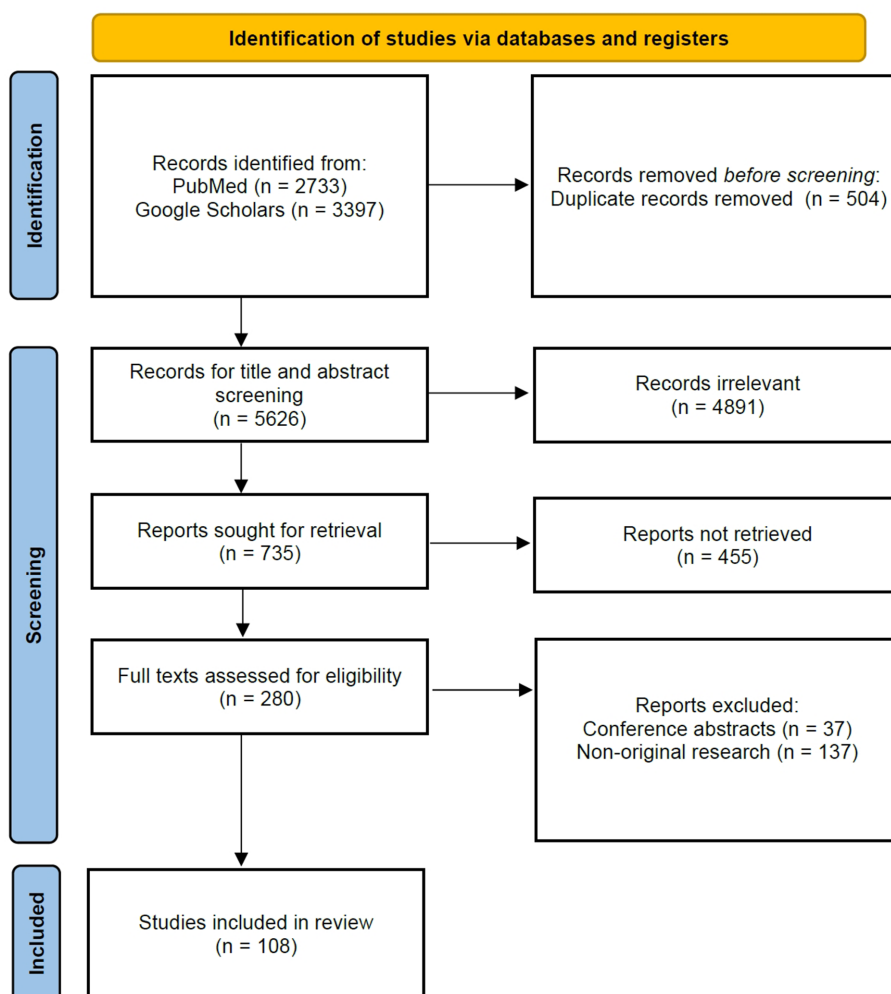 Identification of studies via databases and registers
Identification
Records identified from:
PubMed (n = 2733)
Google Scholars (n = 3397)
Records removed before screening:
Duplicate records removed  (n = 504)
Screening
Records for title and abstract
screening
(n = 5626)
Records irrelevant
(n = 4891)
Reports sought for retrieval
(n = 735)
Reports not retrieved
(n = 455)
Full texts assessed for eligibility
(n = 280)
Reports excluded:
Conference abstracts (n = 37)
Non-original research (n = 137)
Included
Studies included in review
(n = 108)